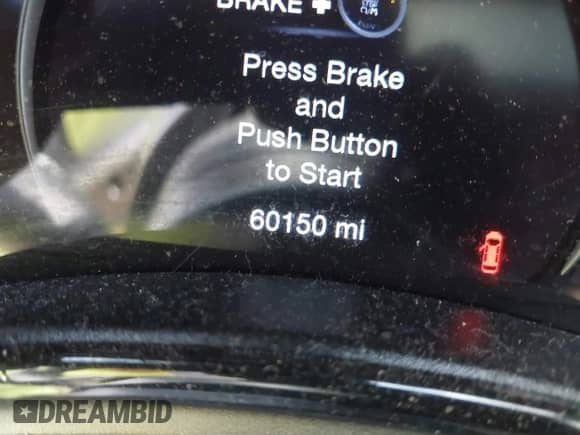 BRAKE +
Press Brake
and
Push Button
to Start
60150 mi
DREAMBID